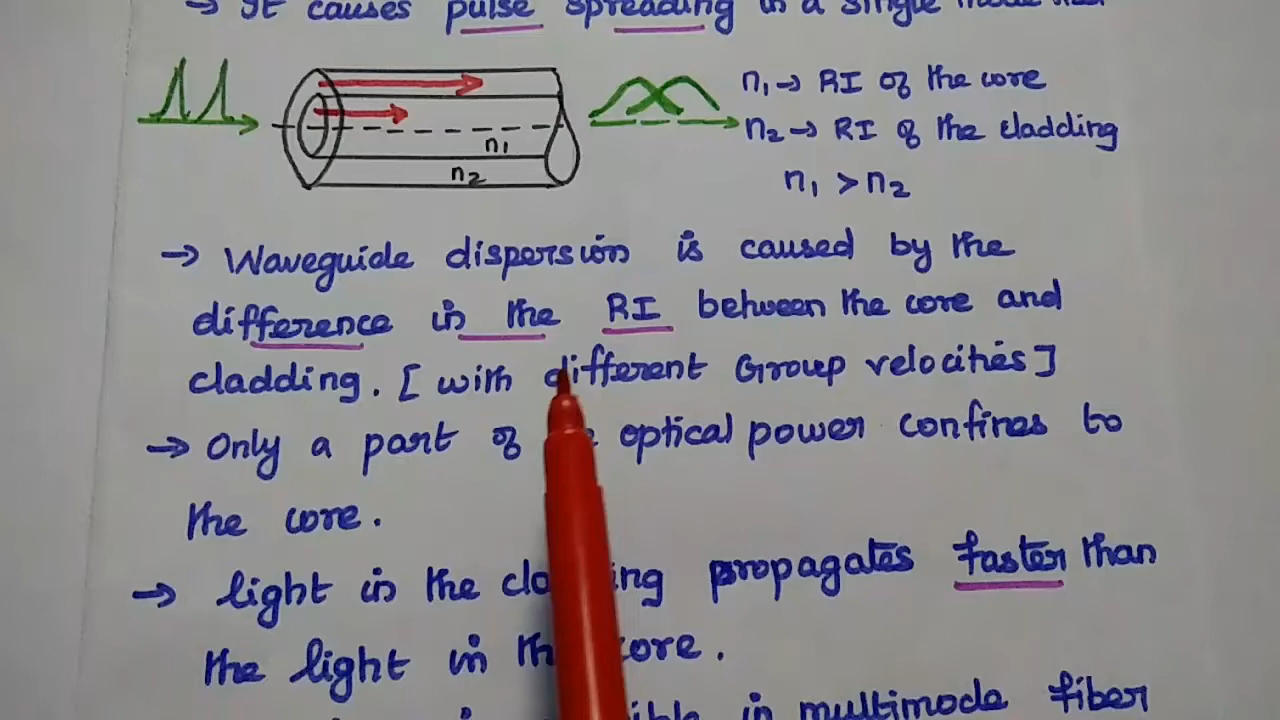 → It causes pulse spreading in a single mode
n₁ → RI of the core
n₂ → RI of the cladding
n₁ > n₂
n₁
n₂
→ Waveguide dispersion is caused by the
difference in the RI between the core and
cladding. [with different Group velocities]
→ Only a part of optical power confines to
the core.
→ light in the propagates faster than
the light in
in multimode fiber